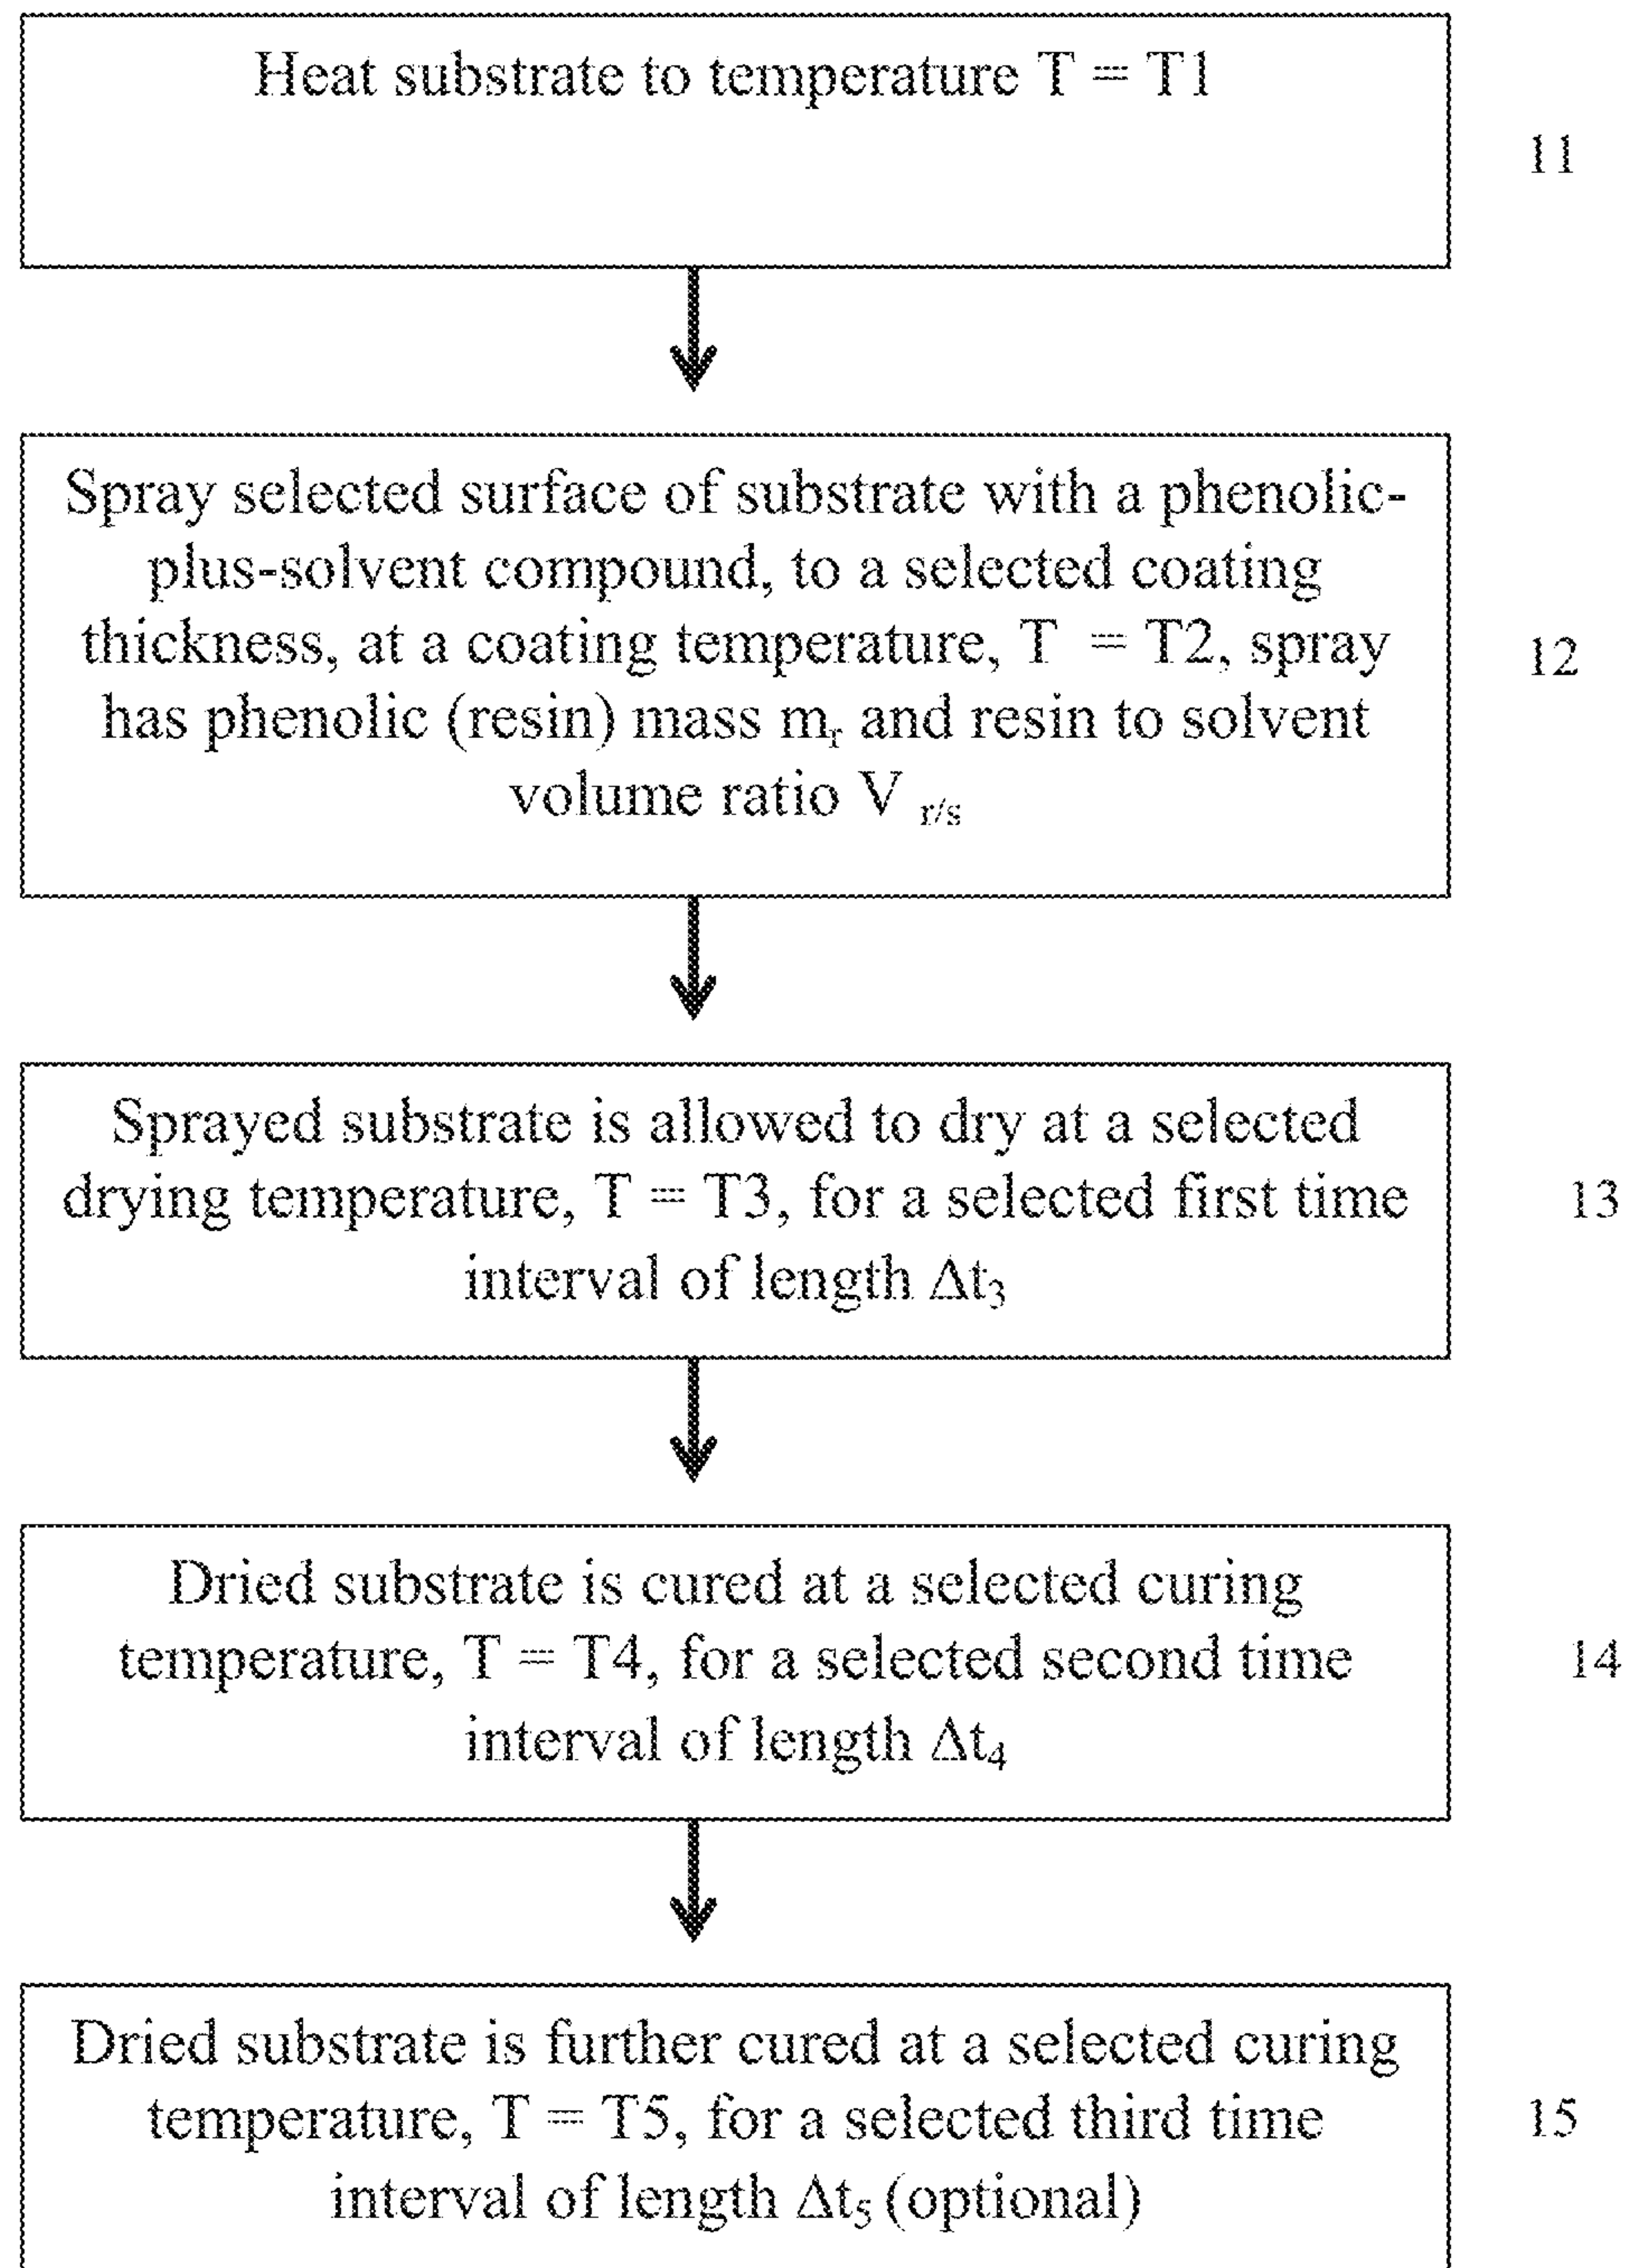 Heat substrate to temperature T = T1
11
Spray selected surface of substrate with a phenolic-
plus-solvent compound, to a selected coating
thickness, at a coating temperature, T = T2, spray
has phenolic (resin) mass mᵣ and resin to solvent
volume ratio V r/s
12
Sprayed substrate is allowed to dry at a selected
drying temperature, T = T3, for a selected first time
interval of length Δt₃
13
Dried substrate is cured at a selected curing
temperature, T = T4, for a selected second time
interval of length Δt₄
14
Dried substrate is further cured at a selected curing
temperature, T = T5, for a selected third time
interval of length Δt₅ (optional)
15